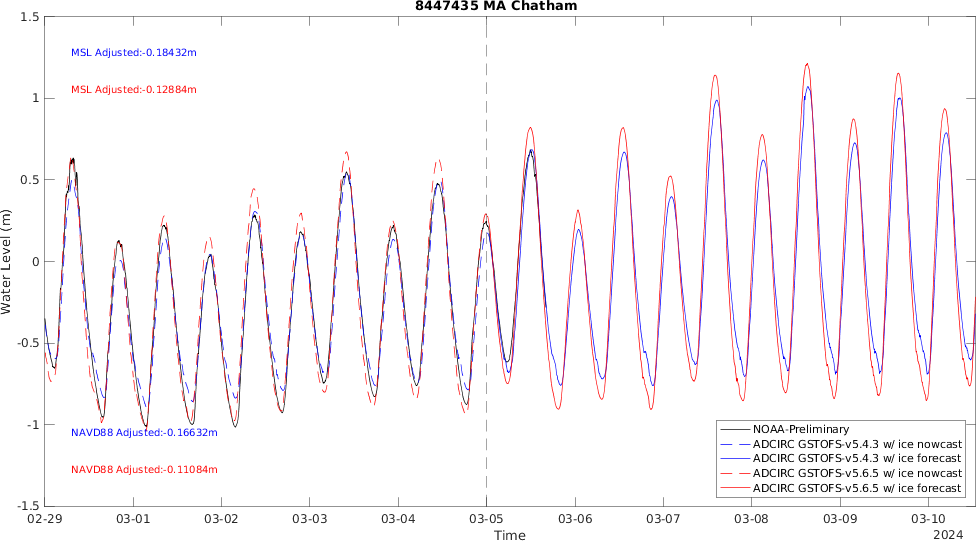 8447435 MA Chatham
1.5
MSL Adjusted:-0.18432m
1
MSL Adjusted:-0.12884m
0.5
0
Water Level (m)
-0.5
-1
NAVD88 Adjusted:-0.16632m
NAVD88 Adjusted:-0.11084m
-1.5
NOAA-Preliminary
ADCIRC GSTOFS-v5.4.3 w/ ice nowcast
ADCIRC GSTOFS-v5.4.3 w/ ice forecast
ADCIRC GSTOFS-v5.6.5 w/ ice nowcast
ADCIRC GSTOFS-v5.6.5 w/ ice forecast
02-29 03-01 03-02 03-03 03-04 03-05 03-06 03-07 03-08 03-09 03-10
Time
2024